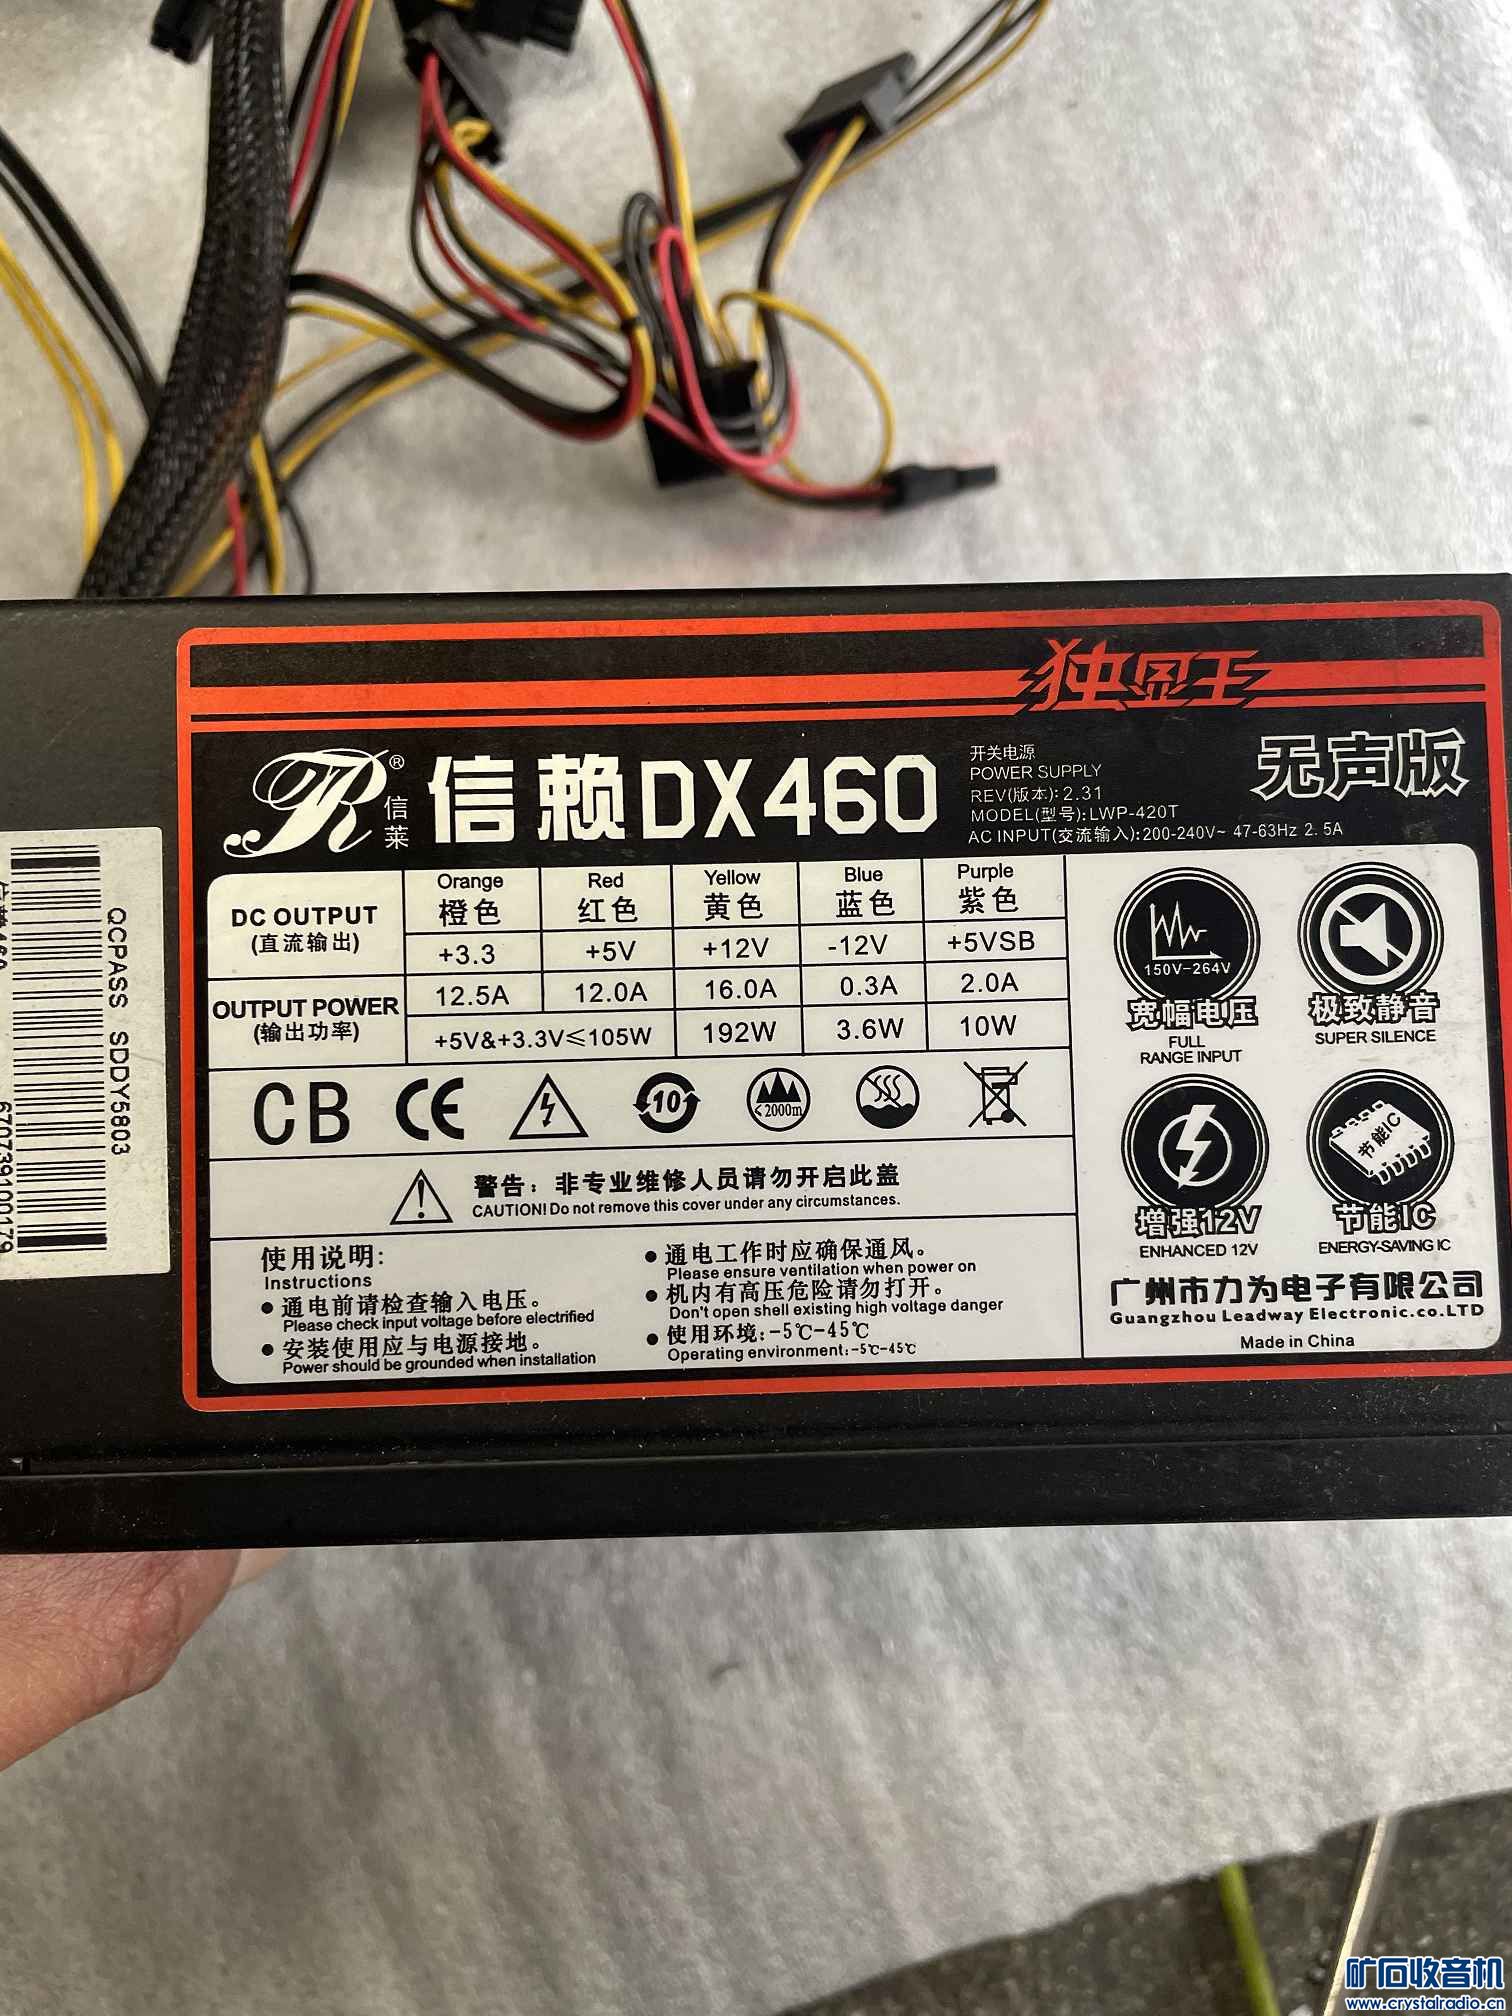 独显王
JR® 信莱
信赖DX460
开关电源
POWER SUPPLY
REV(版本): 2.31
MODEL(型号): LWP-420T
AC INPUT(交流输入): 200-240V~ 47-63Hz 2.5A
无声版
QCPASS SDDY5803
670739100179
DC OUTPUT (直流输出) Orange 橙色 Red 红色 Yellow 黄色 Blue 蓝色 Purple 紫色
+3.3 +5V +12V -12V +5VSB
OUTPUT POWER (输出功率) 12.5A 12.0A 16.0A 0.3A 2.0A
+5V&+3.3V≤105W 192W 3.6W 10W
CB CE 10 <2000m
警告：非专业维修人员请勿开启此盖
CAUTION! Do not remove this cover under any circumstances.
使用说明:
Instructions
● 通电前请检查输入电压。
Please check input voltage before electrified
● 安装使用应与电源接地。
Power should be grounded when installation
● 通电工作时应确保通风。
Please ensure ventilation when power on
● 机内有高压危险请勿打开。
Don't open shell existing high voltage danger
● 使用环境:-5℃-45℃
Operating environment:-5℃-45℃
150V-264V
宽幅电压
FULL
RANGE INPUT
极致静音
SUPER SILENCE
增强12V
ENHANCED 12V
节能IC
节能IC
ENERGY-SAVING IC
广州市力为电子有限公司
Guangzhou Leadway Electronic.co.LTD
Made in China
矿石收音机
www.crystalradio.cn